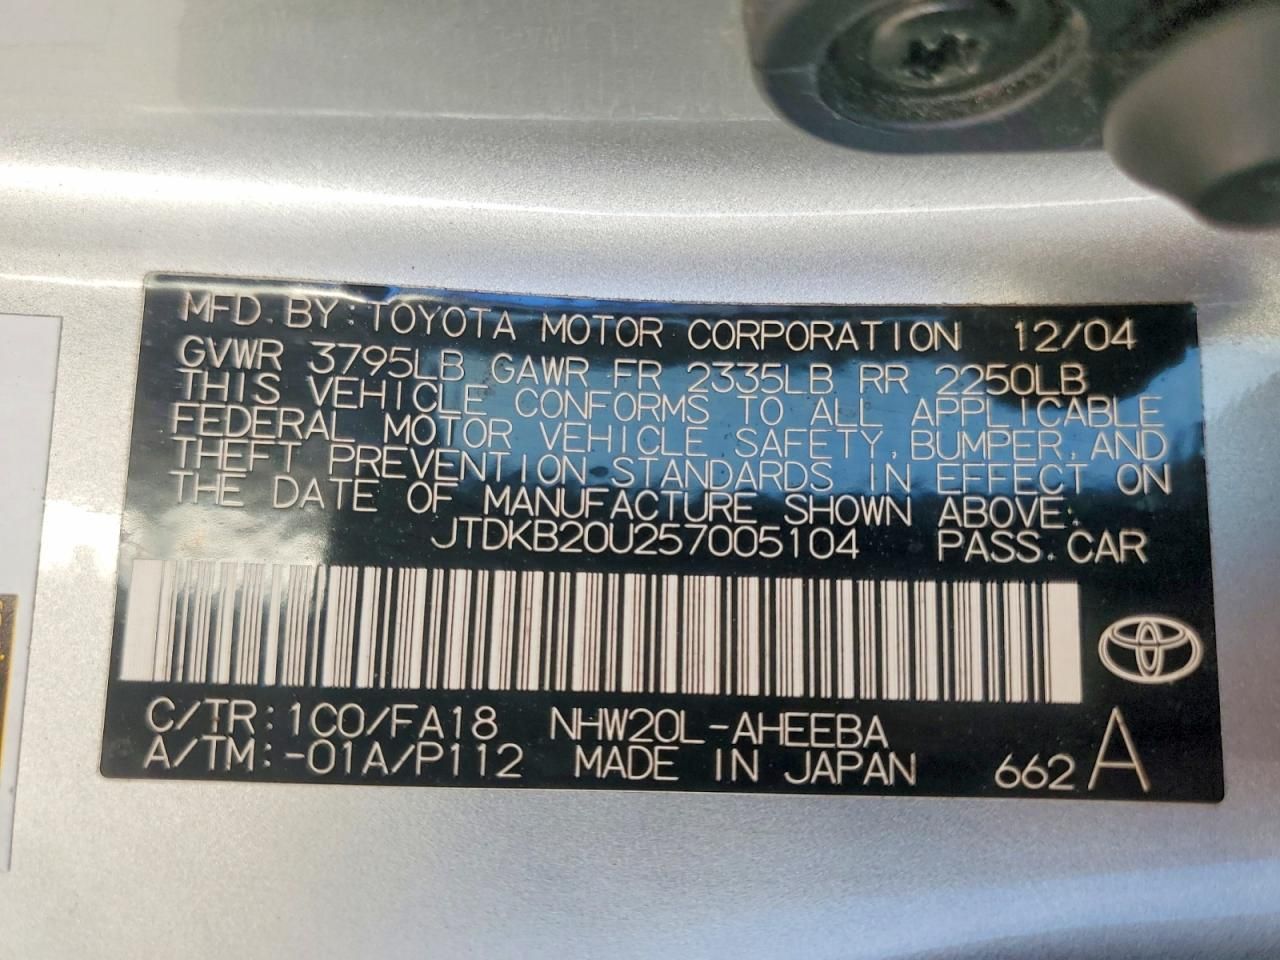 MFD. BY: TOYOTA MOTOR CORPORATION 12/04
GVWR 3795LB GAWR FR 2335LB RR 2250LB
THIS VEHICLE CONFORMS TO ALL APPLICABLE
FEDERAL MOTOR VEHICLE SAFETY, BUMPER, AND
THEFT PREVENTION STANDARDS IN EFFECT ON
THE DATE OF MANUFACTURE SHOWN ABOVE.
JTDKB20U257005104 PASS. CAR
C/TR: 1C0/FA18 NHW20L-AHEEBA
A/TM: -01A/P112 MADE IN JAPAN 662 A